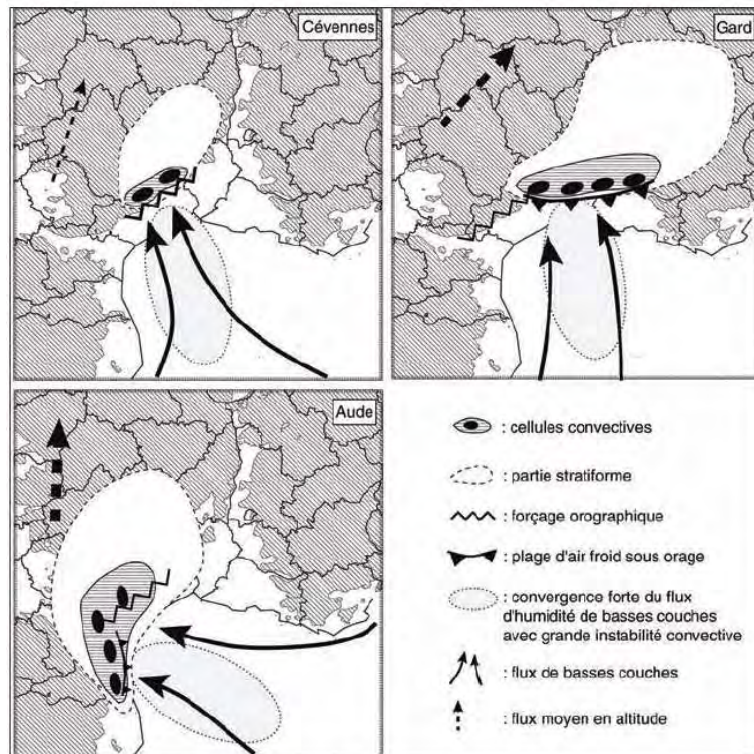 Cévennes
Gard
Aude
: cellules convectives
: partie stratiforme
: forçage orographique
: plage d'air froid sous orage
: convergence forte du flux
d'humidité de basses couches
avec grande instabilité convective
: flux de basses couches
: flux moyen en altitude